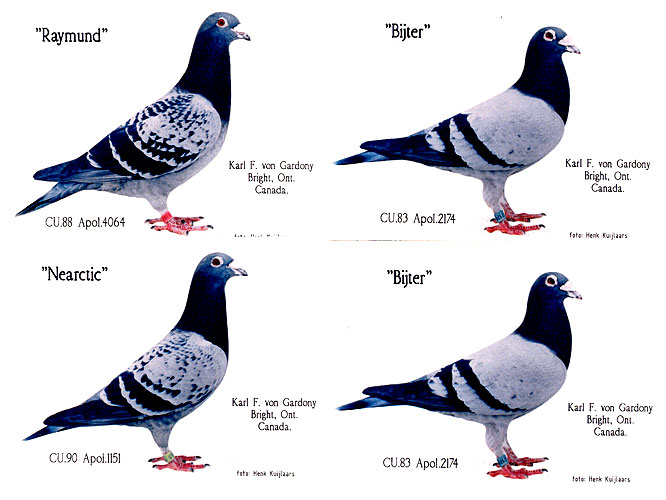 "Raymund"
Karl F. von Gardony
Bright, Ont.
Canada.
CU.88 Apol.4064
foto: Henk Kuijlaars
"Bijter"
Karl F. von Gardony
Bright, Ont.
Canada.
CU.83 Apol.2174
foto: Henk Kuijlaars
"Nearctic"
Karl F. von Gardony
Bright, Ont.
Canada.
CU.90 Apol.1151
foto: Henk Kuijlaars
"Bijter"
Karl F. von Gardony
Bright, Ont.
Canada.
CU.83 Apol.2174
foto: Henk Kuijlaars